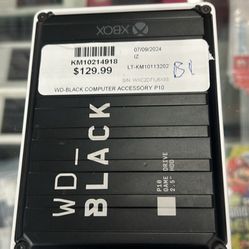 XBOX
07/09/2024
IZ
KM10214918
$129.99
LT-KM10113202
B1
WD-BLACK COMPUTER ACCESSORY P10
WD_
BLACK
P10
GAME DRIVE
2.5" HDD